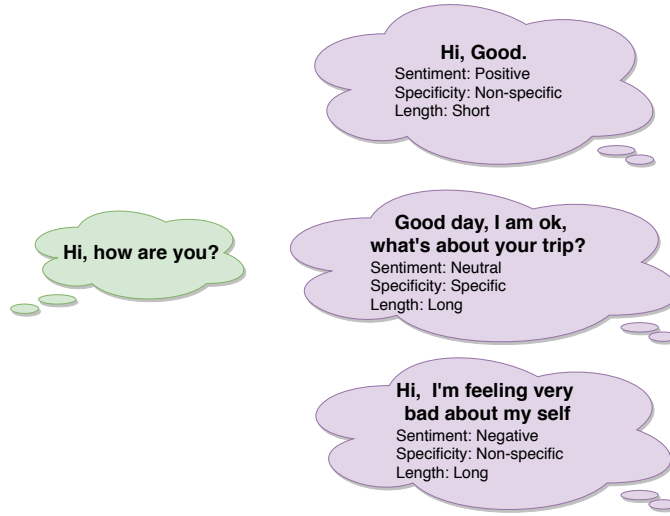 Hi, how are you?
Hi, Good.
Sentiment: Positive
Specificity: Non-specific
Length: Short
Good day, I am ok,
what's about your trip?
Sentiment: Neutral
Specificity: Specific
Length: Long
Hi, I'm feeling very
bad about my self
Sentiment: Negative
Specificity: Non-specific
Length: Long